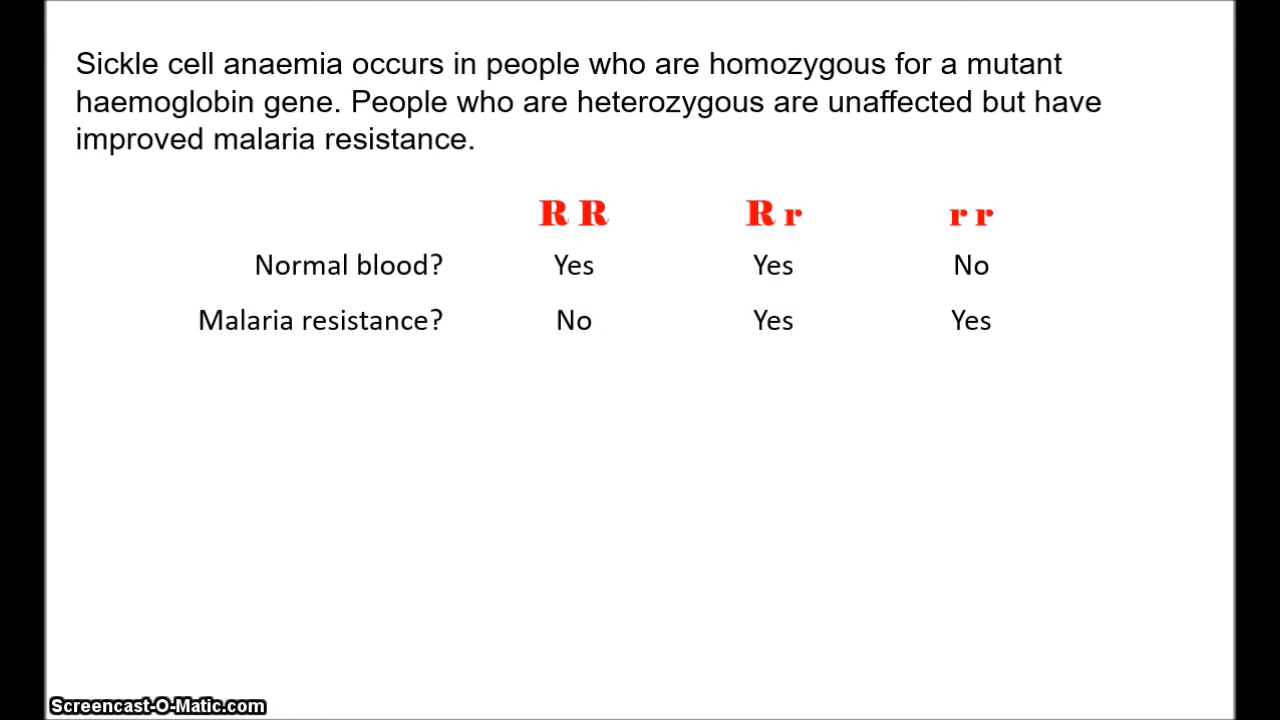 Sickle cell anaemia occurs in people who are homozygous for a mutant
haemoglobin gene. People who are heterozygous are unaffected but have
improved malaria resistance.
R R R r r r
Normal blood? Yes Yes No
Malaria resistance? No Yes Yes
Screencast-O-Matic.com